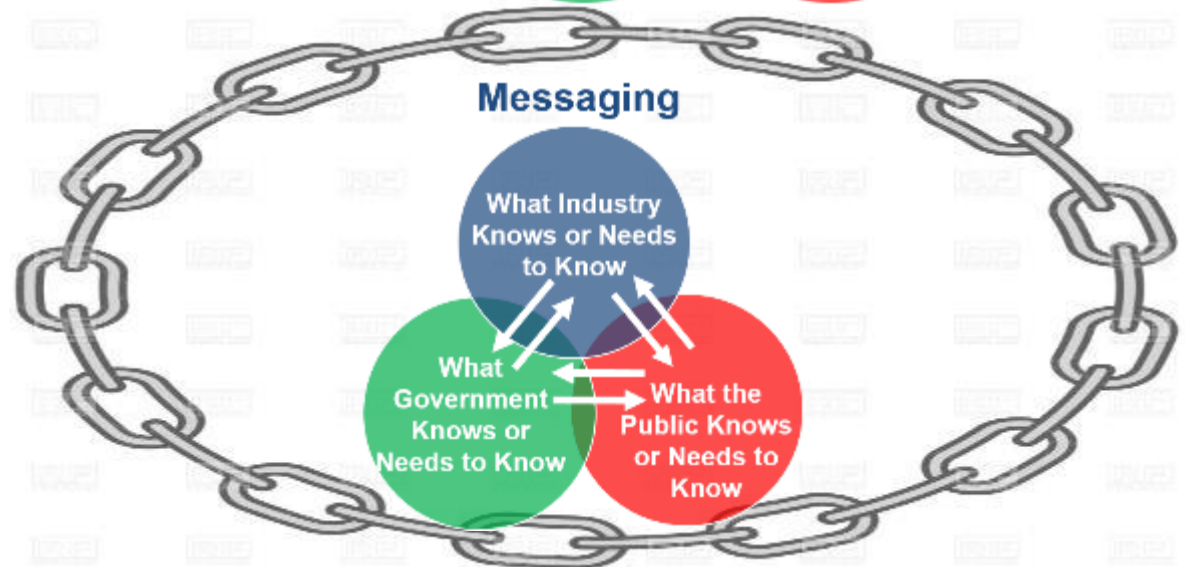 Messaging
What Industry
Knows or Needs
to Know
What
Government
Knows or
Needs to Know
What the
Public Knows
or Needs to
Know